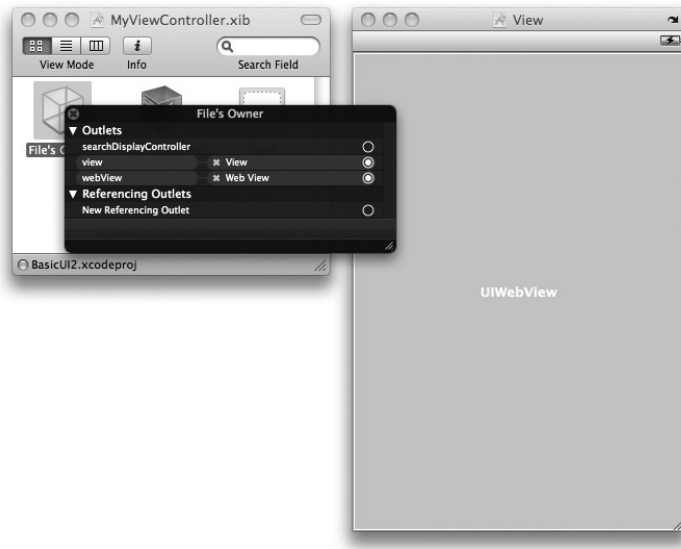 MyViewController.xib
View Mode
Info
Search Field
File's
File's Owner
Outlets
searchDisplayController
view
View
webView
Web View
Referencing Outlets
New Referencing Outlet
BasicUI2.xcodeproj
View
UIWebView